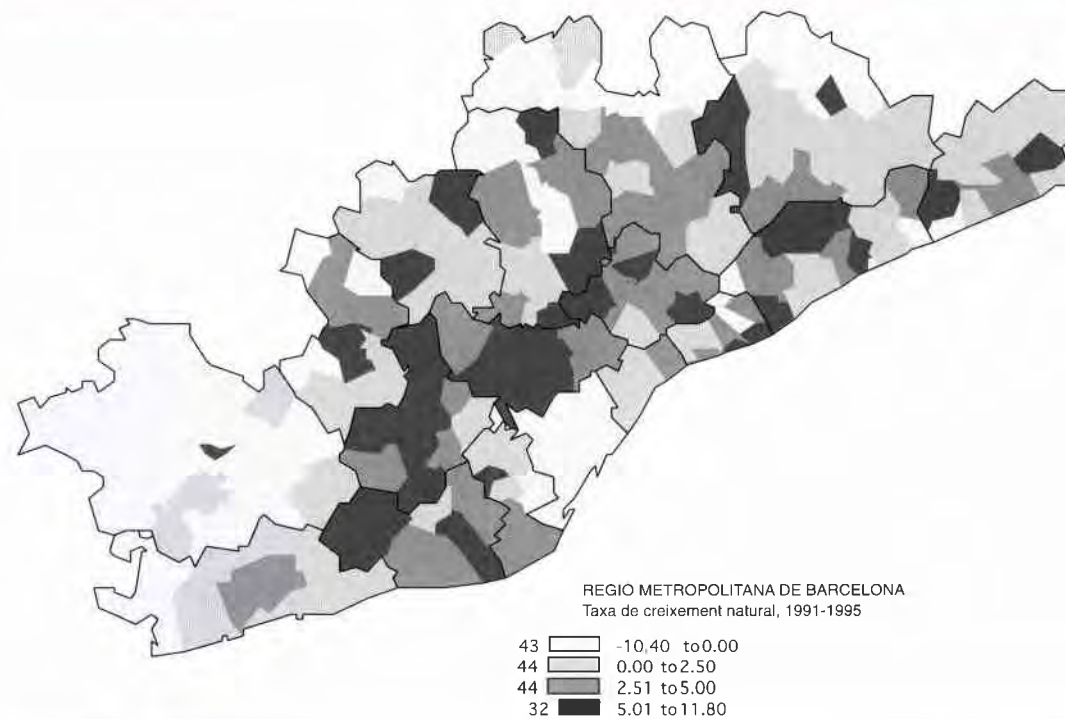 REGIO METROPOLITANA DE BARCELONA
Taxa de creixement natural, 1991-1995
43 -10,40 to 0.00
44 0.00 to 2.50
44 2.51 to 5.00
32 5.01 to 11.80